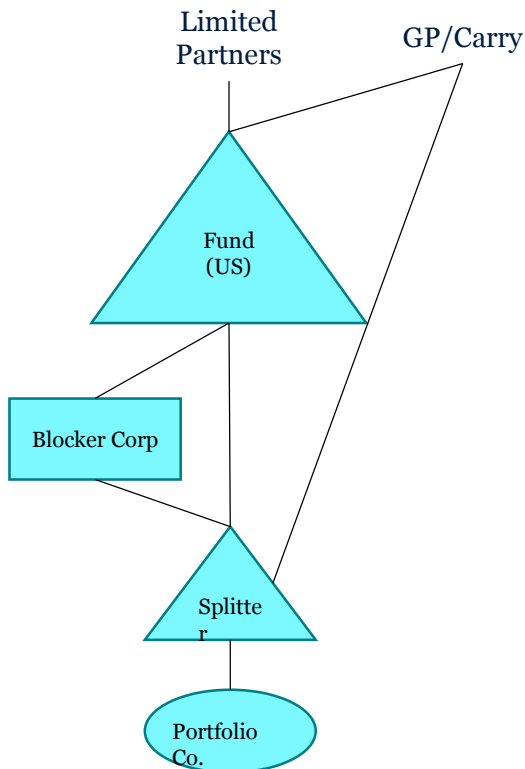 Limited
Partners
GP/Carry
Fund
(US)
Blocker Corp
Splitte
r
Portfolio
Co.